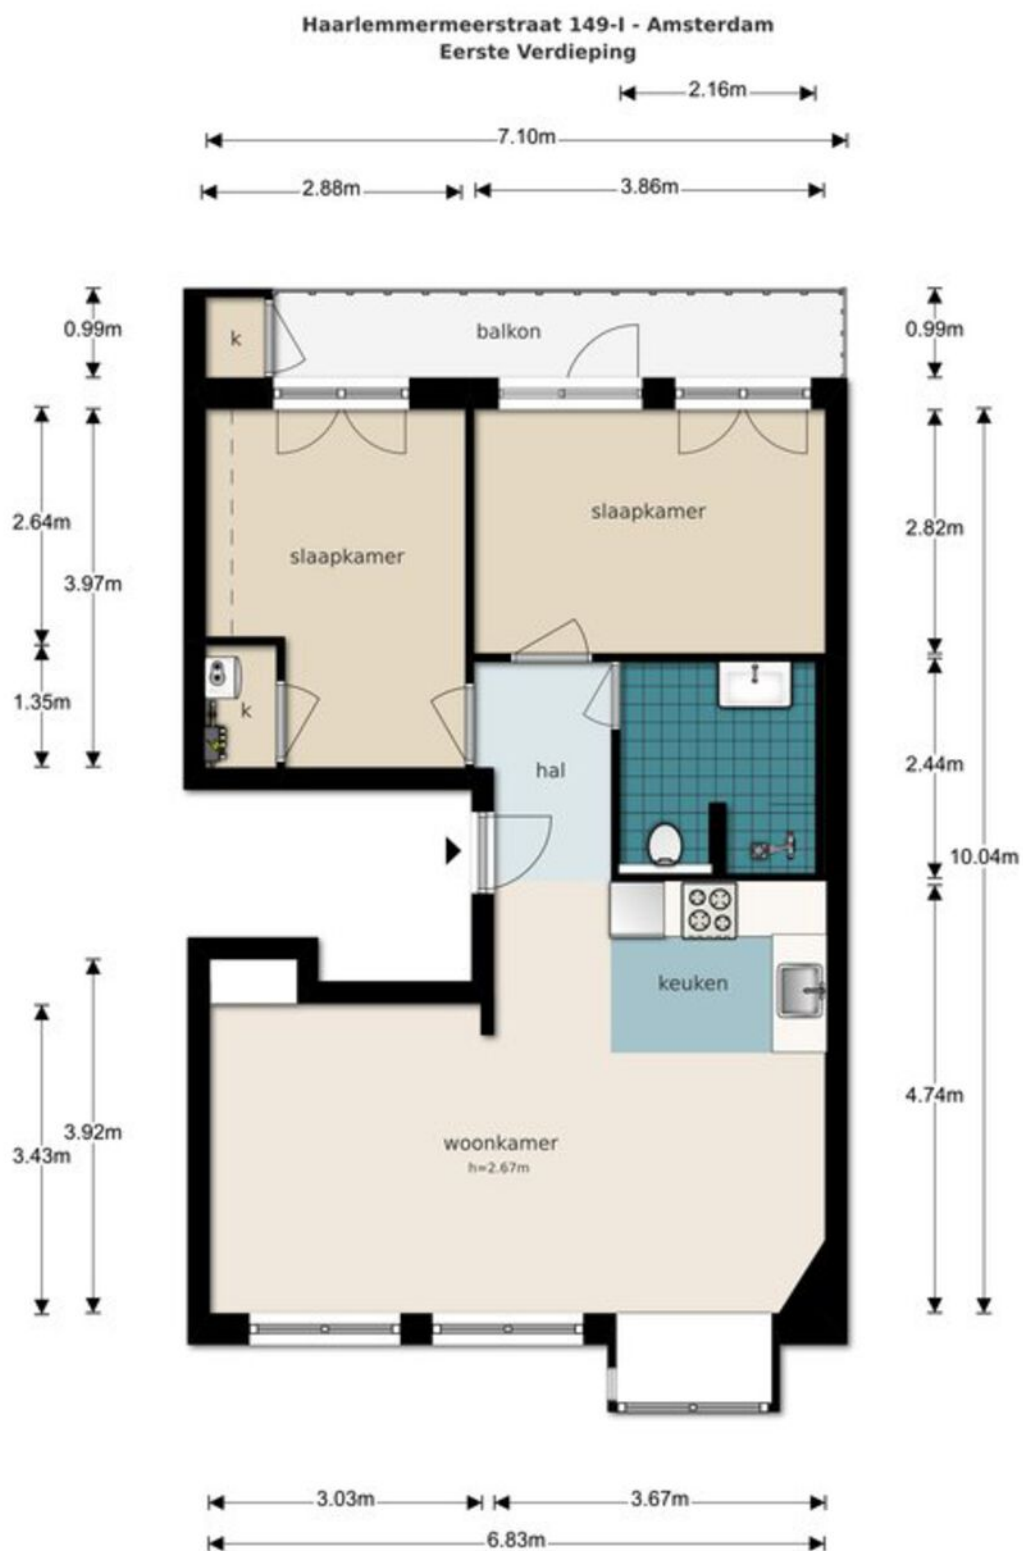 Haarlemmermeerstraat 149-I - Amsterdam
Eerste Verdieping
2.16m
7.10m
2.88m
3.86m
0.99m
k
balkon
0.99m
2.64m
3.97m
slaapkamer
slaapkamer
2.82m
1.35m
k
hal
2.44m
10.04m
keuken
4.74m
3.92m
3.43m
woonkamer
h=2.67m
3.03m
3.67m
6.83m